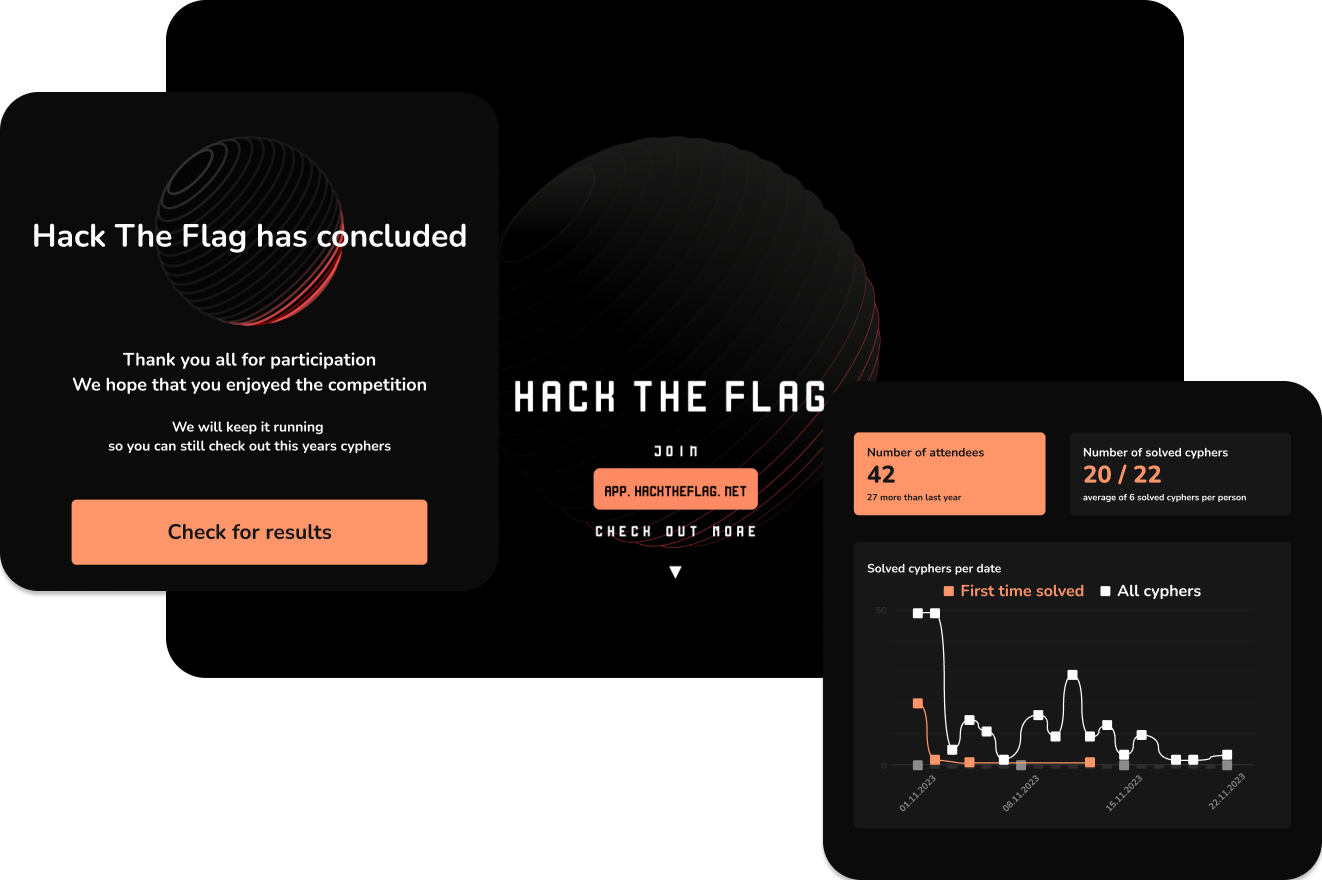 Hack The Flag has concluded
Thank you all for participation
We hope that you enjoyed the competition
We will keep it running
so you can still check out this years cyphers
Check for results
HACK THE FLAG
JOIN
APP. HACKTHEFLAG. NET
CHECK OUT MORE
Number of attendees
42
27 more than last year
Number of solved cyphers
20 / 22
average of 6 solved cyphers per person
Solved cyphers per date
First time solved All cyphers
50
0
01.11.2023 08.11.2023 15.11.2023 22.11.2023